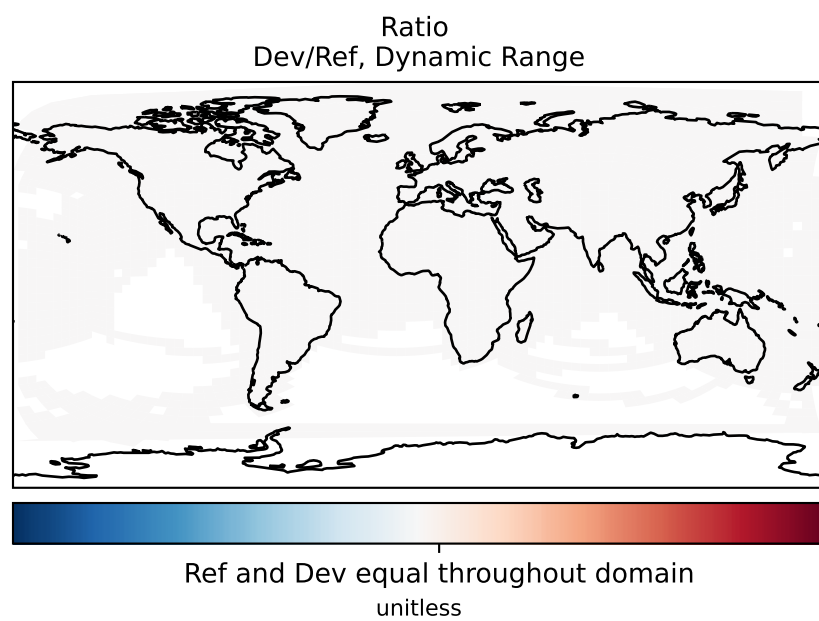 Ratio
Dev/Ref, Dynamic Range
Ref and Dev equal throughout domain
unitless